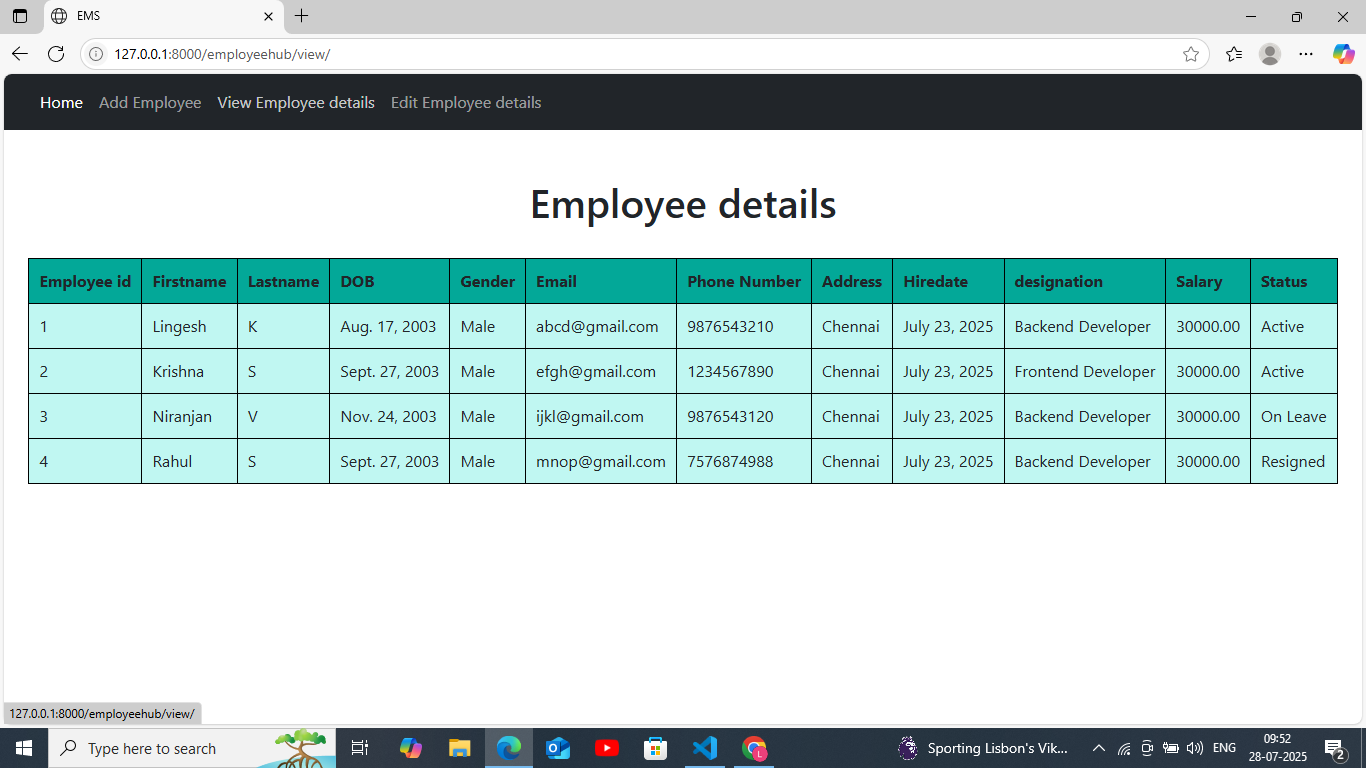 EMS
127.0.0.1:8000/employeehub/view/
Home Add Employee View Employee details Edit Employee details
Employee details
Employee id Firstname Lastname DOB Gender Email Phone Number Address Hiredate designation Salary Status
1 Lingesh K Aug. 17, 2003 Male abcd@gmail.com 9876543210 Chennai July 23, 2025 Backend Developer 30000.00 Active
2 Krishna S Sept. 27, 2003 Male efgh@gmail.com 1234567890 Chennai July 23, 2025 Frontend Developer 30000.00 Active
3 Niranjan V Nov. 24, 2003 Male ijkl@gmail.com 9876543120 Chennai July 23, 2025 Backend Developer 30000.00 On Leave
4 Rahul S Sept. 27, 2003 Male mnop@gmail.com 7576874988 Chennai July 23, 2025 Backend Developer 30000.00 Resigned
127.0.0.1:8000/employeehub/view/
Type here to search
L
Sporting Lisbon's Vik...
ENG
09:52
28-07-2025
2